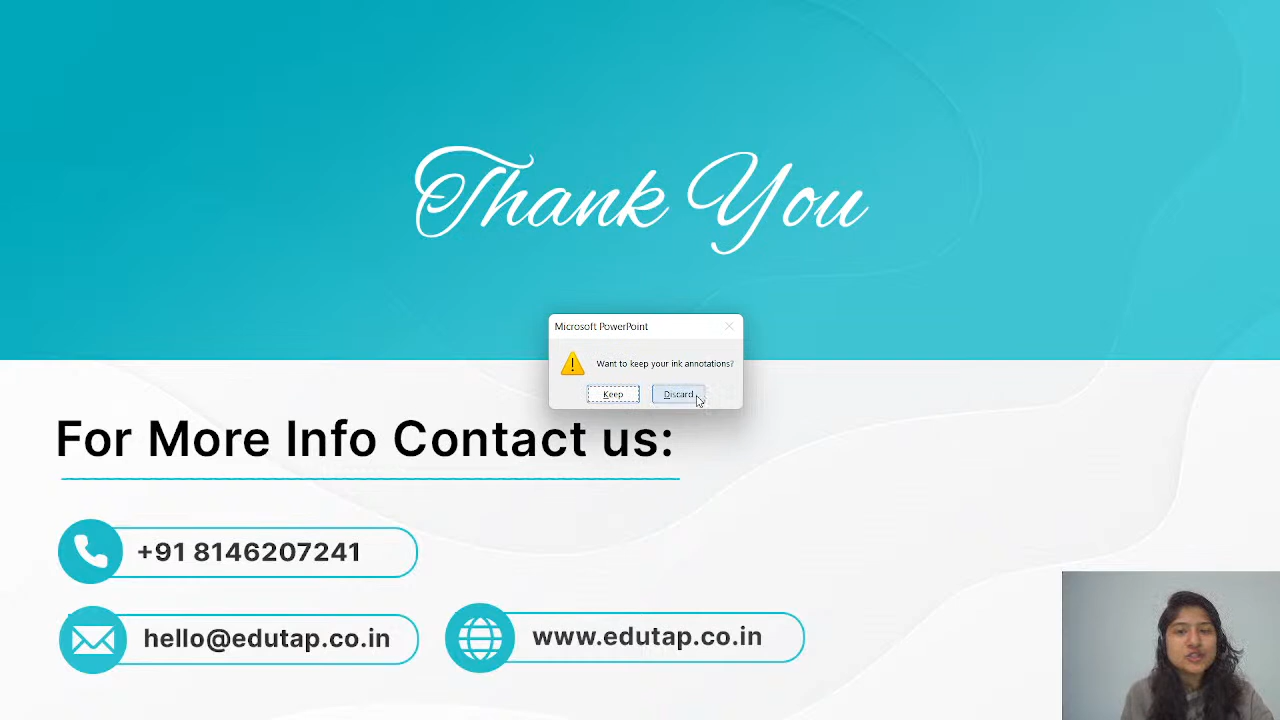 Thank You
Microsoft PowerPoint
Want to keep your ink annotations?
Keep Discard
For More Info Contact us:
+91 8146207241
hello@edutap.co.in
www.edutap.co.in